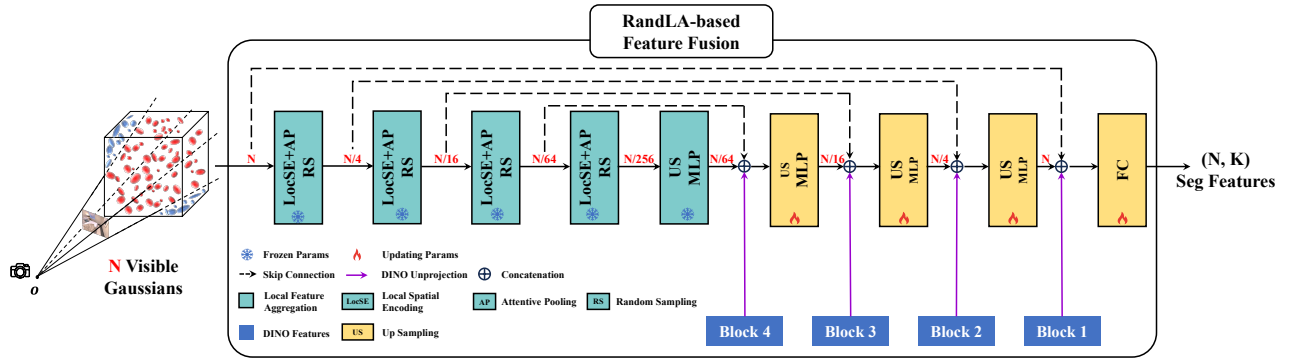 RandLA-based
Feature Fusion
N
LocSE+AP
RS
N/4
LocSE+AP
RS
N/16
LocSE+AP
RS
N/64
LocSE+AP
RS
N/256
US
MLP
N/64
US
MLP
N/16
US
MLP
N/4
US
MLP
N
FC
(N, K)
Seg Features
o
N Visible
Gaussians
Frozen Params
Updating Params
Skip Connection
DINO Unprojection
Concatenation
Local Feature
Aggregation
LocSE
Local Spatial
Encoding
AP
Attentive Pooling
RS
Random Sampling
DINO Features
US
Up Sampling
Block 4
Block 3
Block 2
Block 1